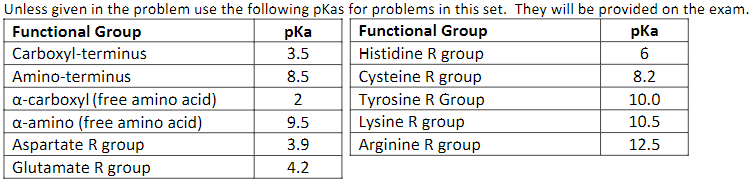 Unless given in the problem use the following pKas for problems in this set.  They will be provided on the exam.
Functional Group pKa Functional Group pKa
Carboxyl-terminus 3.5 Histidine R group 6
Amino-terminus 8.5 Cysteine R group 8.2
α-carboxyl (free amino acid) 2 Tyrosine R Group 10.0
α-amino (free amino acid) 9.5 Lysine R group 10.5
Aspartate R group 3.9 Arginine R group 12.5
Glutamate R group 4.2